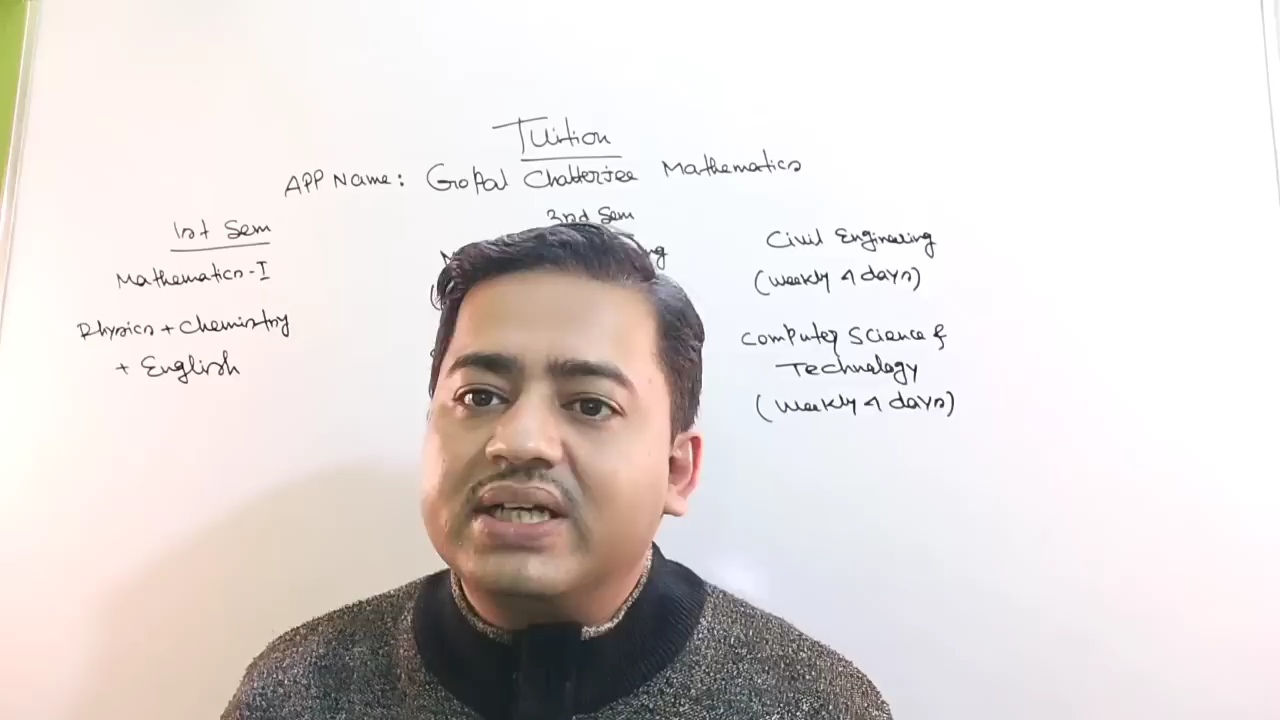 Tuition
APP Name: Gopal Chatterjee Mathematics
1st Sem
Mathematics-I
Physics + Chemistry
+ English
3rd Sem
Civil Engineering
(Weekly 4 days)
Computer Science &
Technology
(Weekly 4 days)